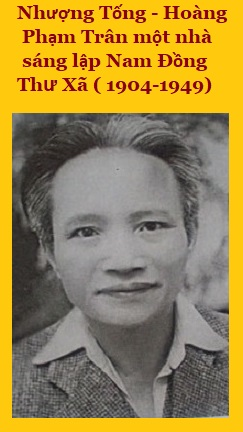 Nhượng Tống - Hoàng
Phạm Trân một nhà
sáng lập Nam Đồng
Thư Xã ( 1904-1949)